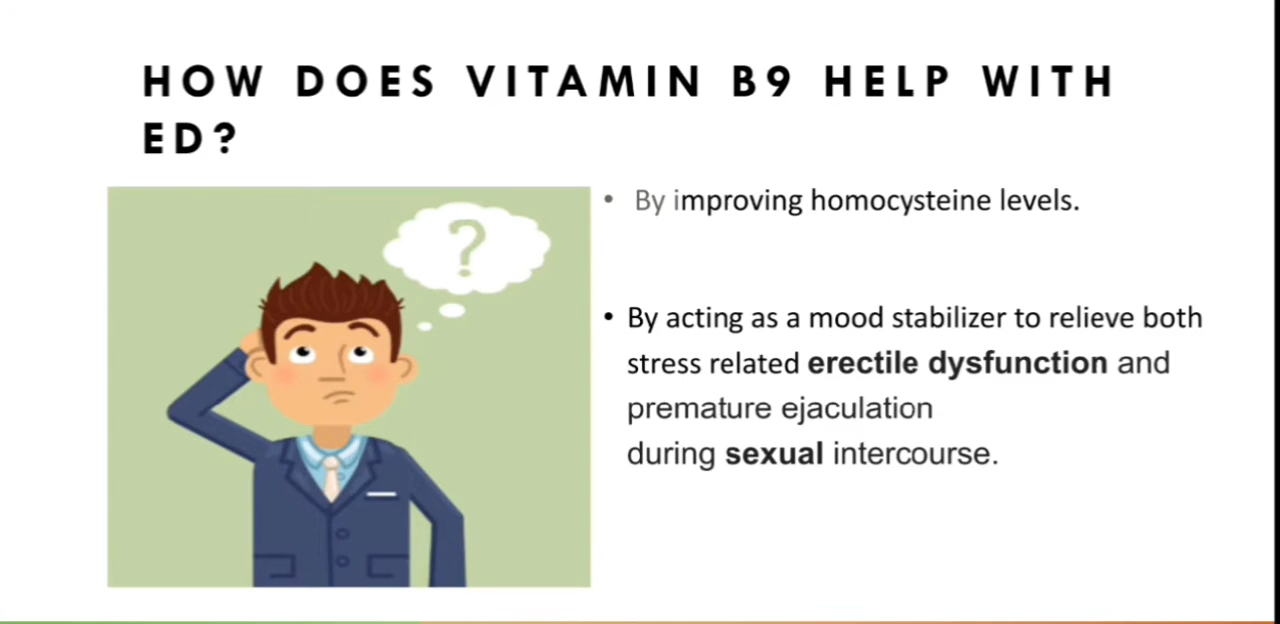 HOW DOES VITAMIN B9 HELP WITH
ED?
?
• By improving homocysteine levels.
• By acting as a mood stabilizer to relieve both
stress related erectile dysfunction and
premature ejaculation
during sexual intercourse.